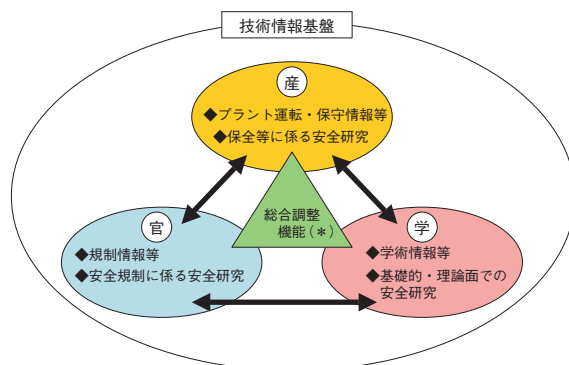 技術情報基盤
産
◆プラント運転・保守情報等
◆保全等に係る安全研究
総合調整
機能(＊)
官
◆規制情報等
◆安全規制に係る安全研究
学
◆学術情報等
◆基礎的・理論面での
安全研究